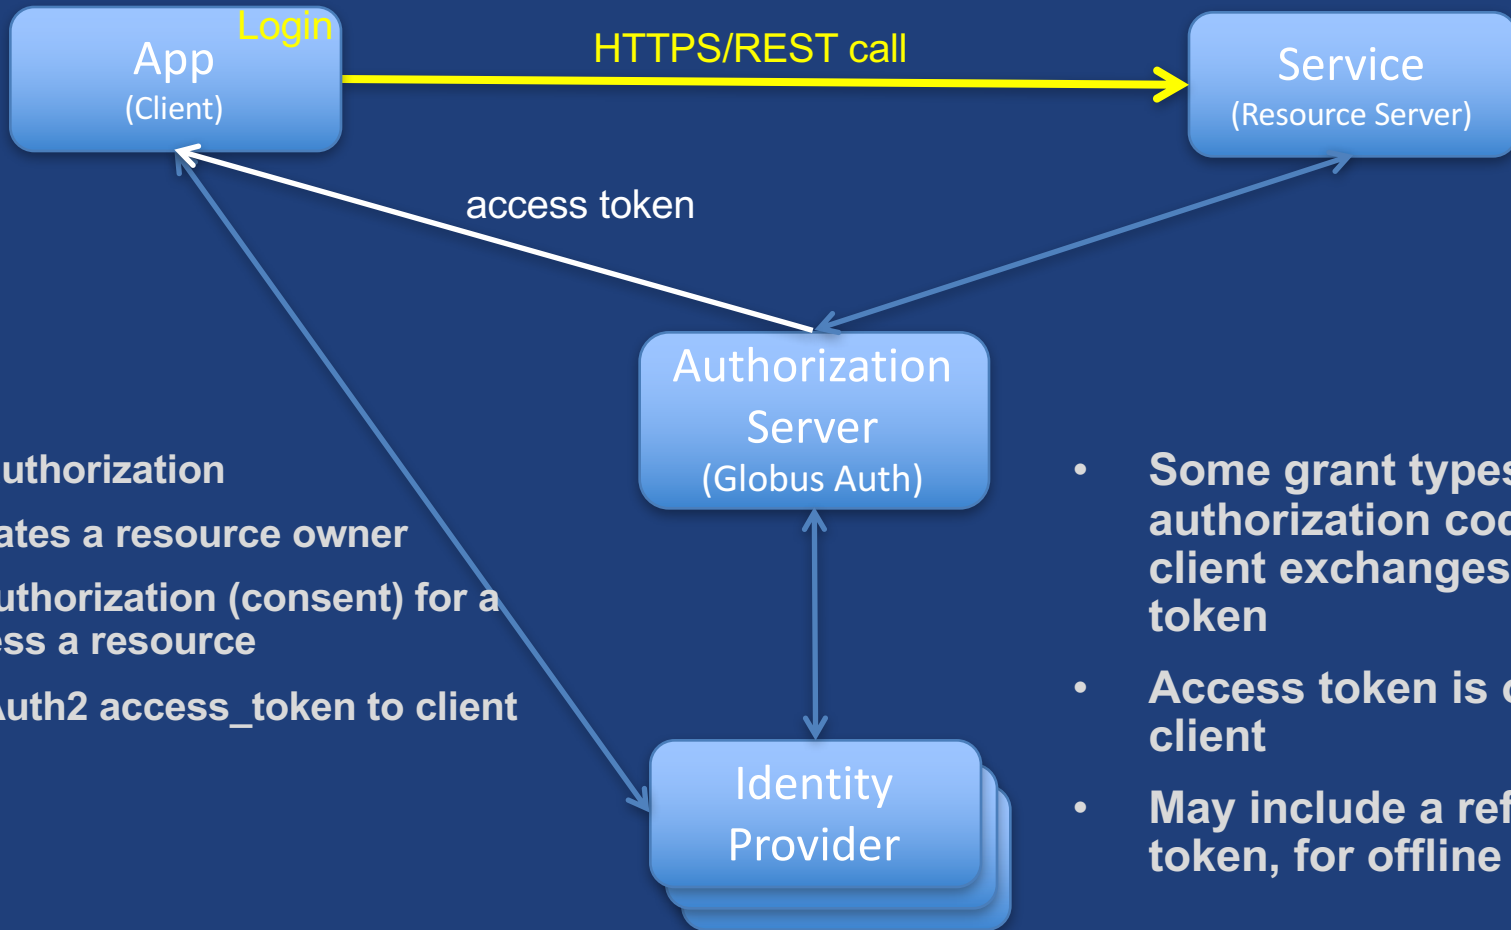 Login
App
(Client)
HTTPS/REST call
Service
(Resource Server)
access token
Authorization
Server
(Globus Auth)
uthorization
ates a resource owner
uthorization (consent) for a
ess a resource
Auth2 access_token to client
• Some grant types
authorization cod
client exchanges
token
• Access token is o
client
• May include a ref
token, for offline
Identity
Provider